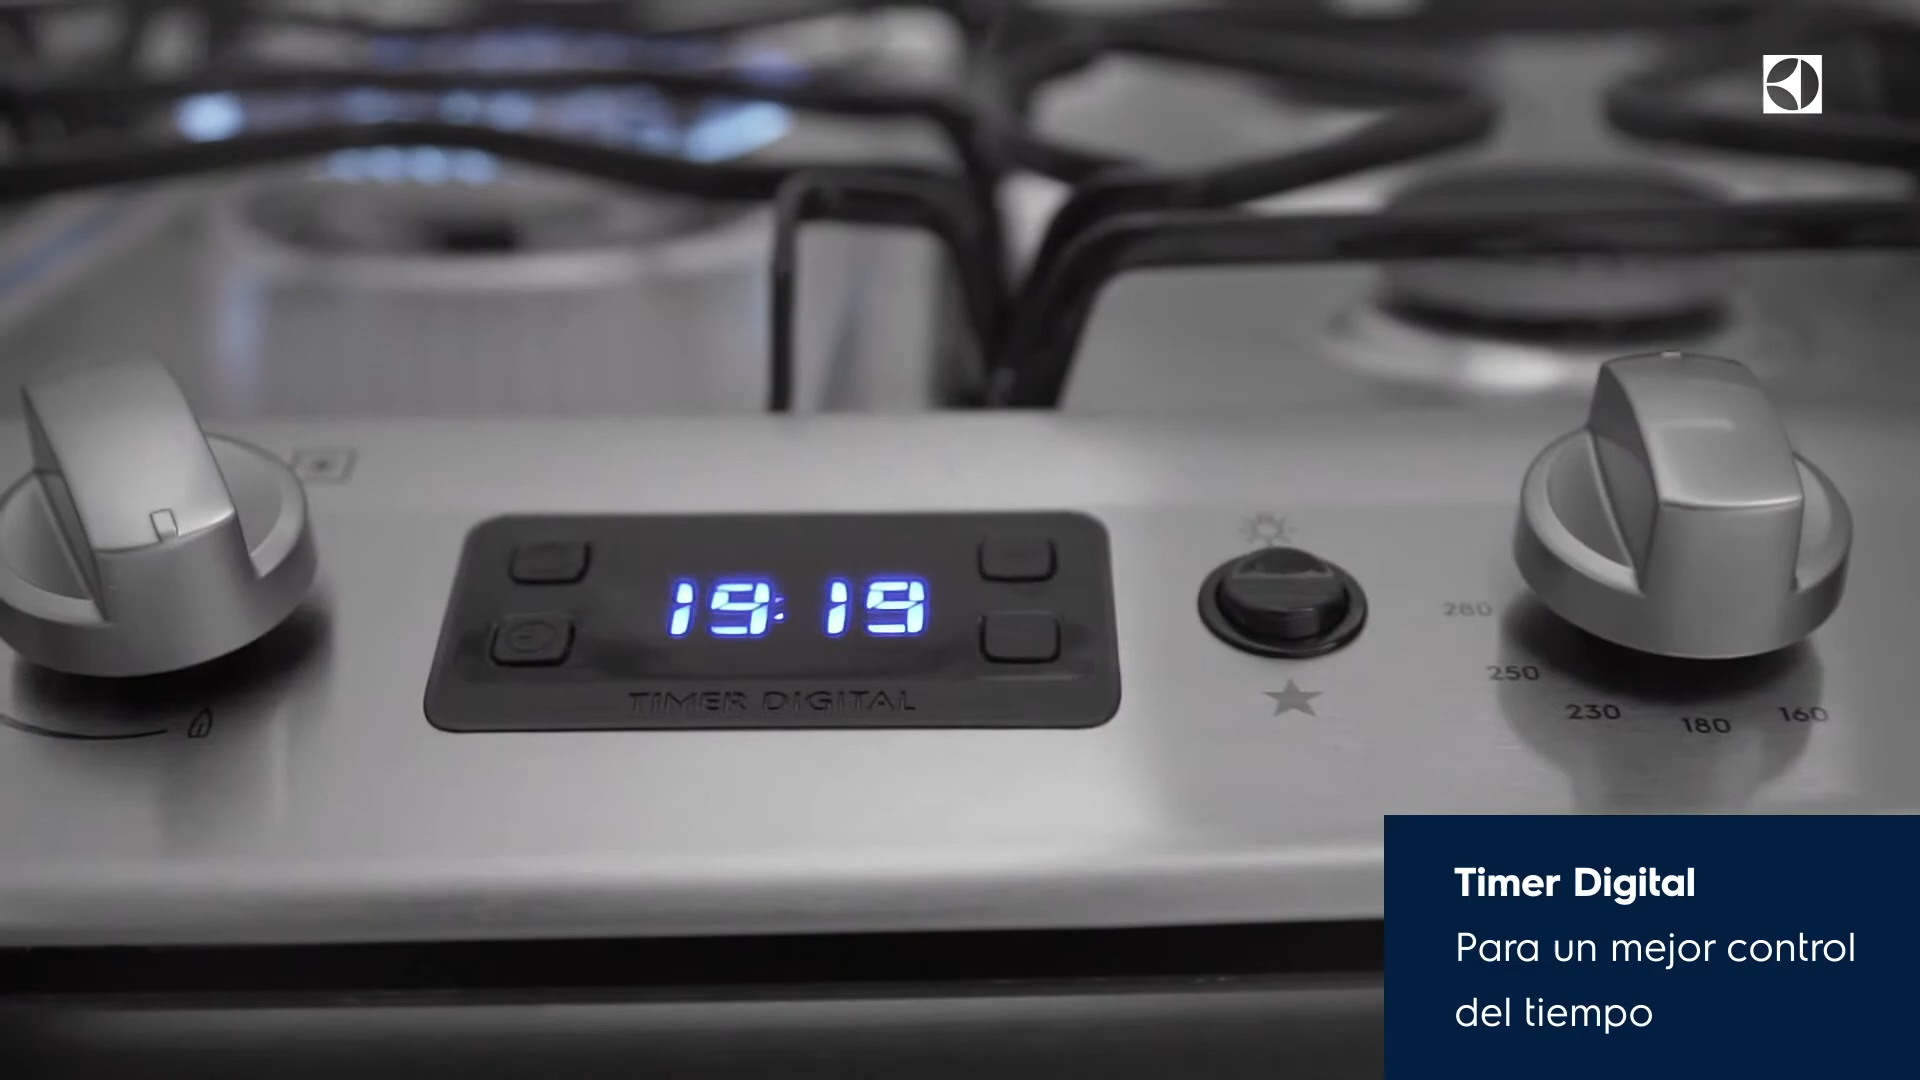 19:19
TIMER DIGITAL
280
250
230
180
160
Timer Digital
Para un mejor control
del tiempo